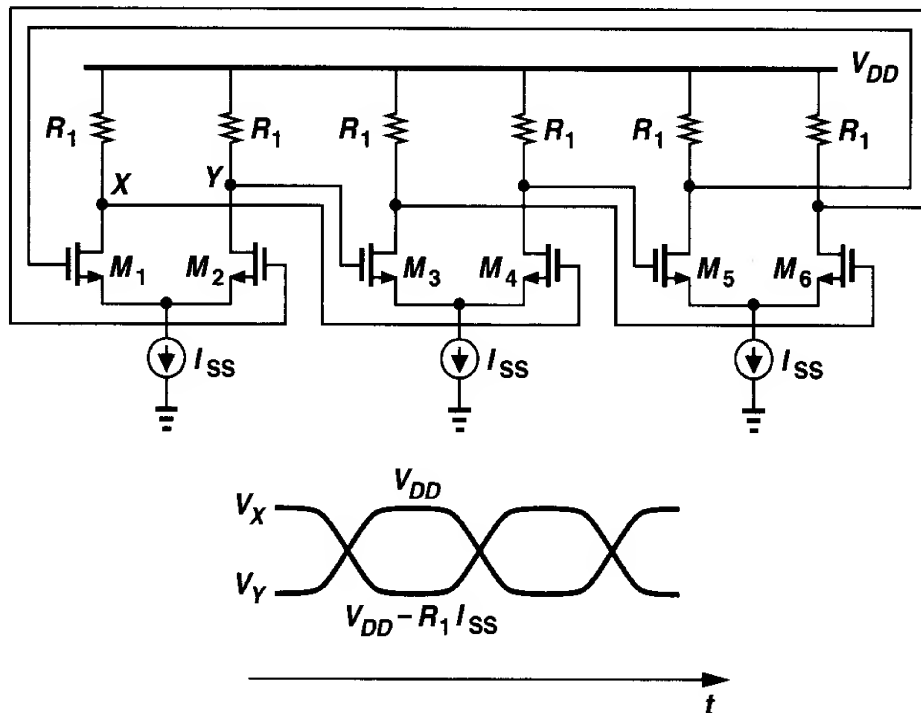 V_DD
R_1 R_1 R_1 R_1 R_1 R_1
X Y
M_1 M_2 M_3 M_4 M_5 M_6
I_SS I_SS I_SS
V_X V_DD
V_Y
V_DD – R_1 I_SS
t